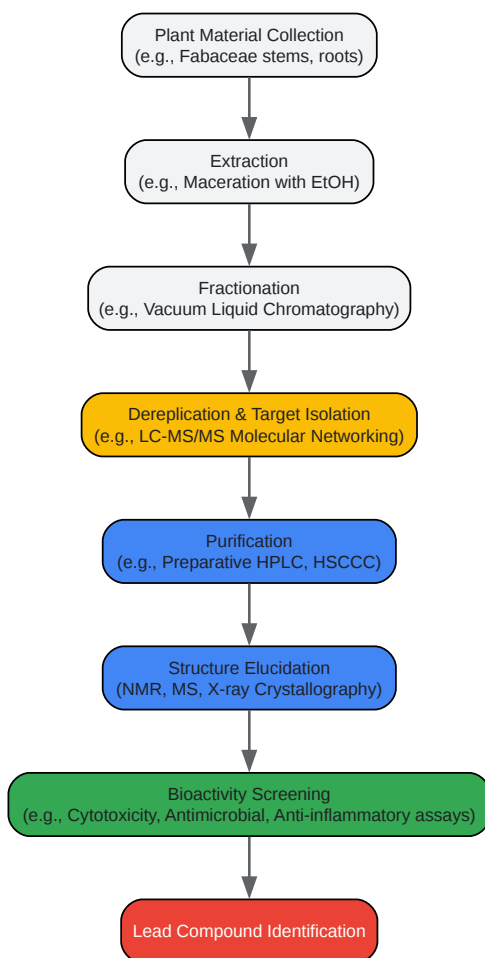 Plant Material Collection
(e.g., Fabaceae stems, roots)
Extraction
(e.g., Maceration with EtOH)
Fractionation
(e.g., Vacuum Liquid Chromatography)
Dereplication & Target Isolation
(e.g., LC-MS/MS Molecular Networking)
Purification
(e.g., Preparative HPLC, HSCCC)
Structure Elucidation
(NMR, MS, X-ray Crystallography)
Bioactivity Screening
(e.g., Cytotoxicity, Antimicrobial, Anti-inflammatory assays)
Lead Compound Identification